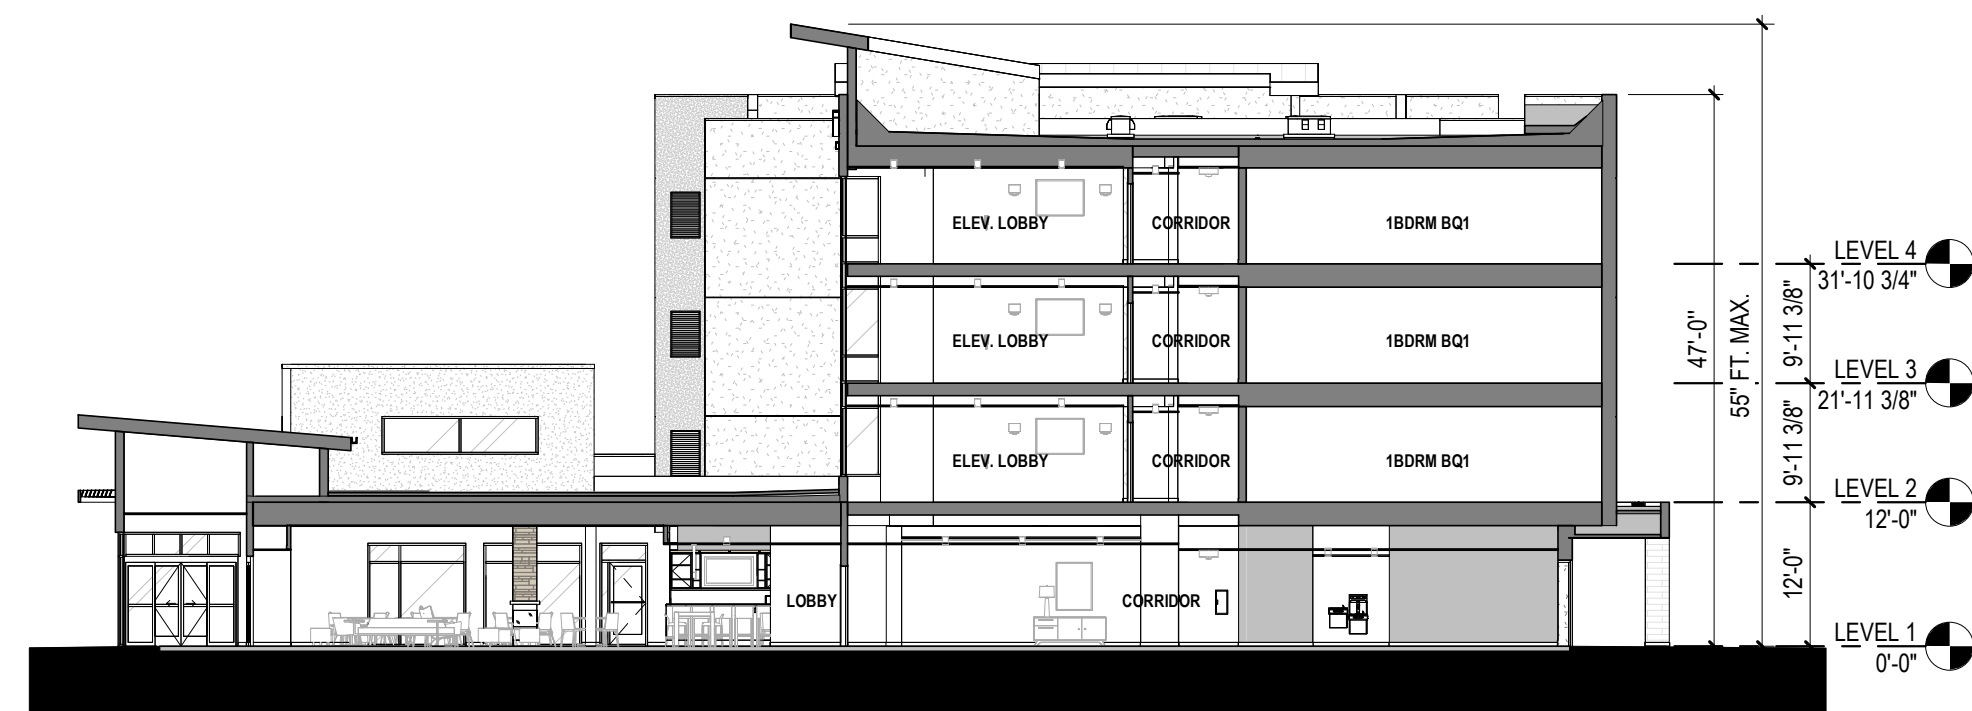 ELEV. LOBBY
CORRIDOR
1BDRM BQ1
LEVEL 4
31'-10 3/4"
9'-11 3/8"
47'-0"
55" FT. MAX.
ELEV. LOBBY
CORRIDOR
1BDRM BQ1
LEVEL 3
21'-11 3/8"
9'-11 3/8"
ELEV. LOBBY
CORRIDOR
1BDRM BQ1
LEVEL 2
12'-0"
12'-0"
LOBBY
CORRIDOR
LEVEL 1
0'-0"